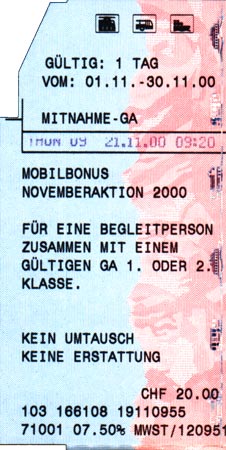 GÜLTIG: 1 TAG
VOM: 01.11.-30.11.00
MITNAHME-GA
THUN 09 21.11.00 09:20
MOBILBONUS
NOVEMBERAKTION 2000
FÜR EINE BEGLEITPERSON
ZUSAMMEN MIT EINEM
GÜLTIGEN GA 1. ODER 2.
KLASSE.
KEIN UMTAUSCH
KEINE ERSTATTUNG
CHF 20.00
103 166108 19110955
71001 07.50% MWST/120951